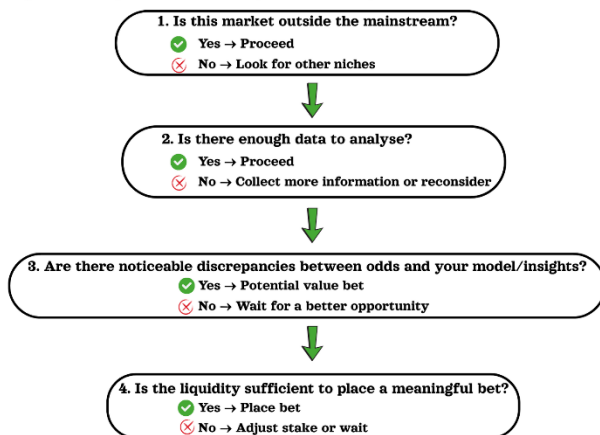 1. Is this market outside the mainstream?
Yes → Proceed
No → Look for other niches
2. Is there enough data to analyse?
Yes → Proceed
No → Collect more information or reconsider
3. Are there noticeable discrepancies between odds and your model/insights?
Yes → Potential value bet
No → Wait for a better opportunity
4. Is the liquidity sufficient to place a meaningful bet?
Yes → Place bet
No → Adjust stake or wait